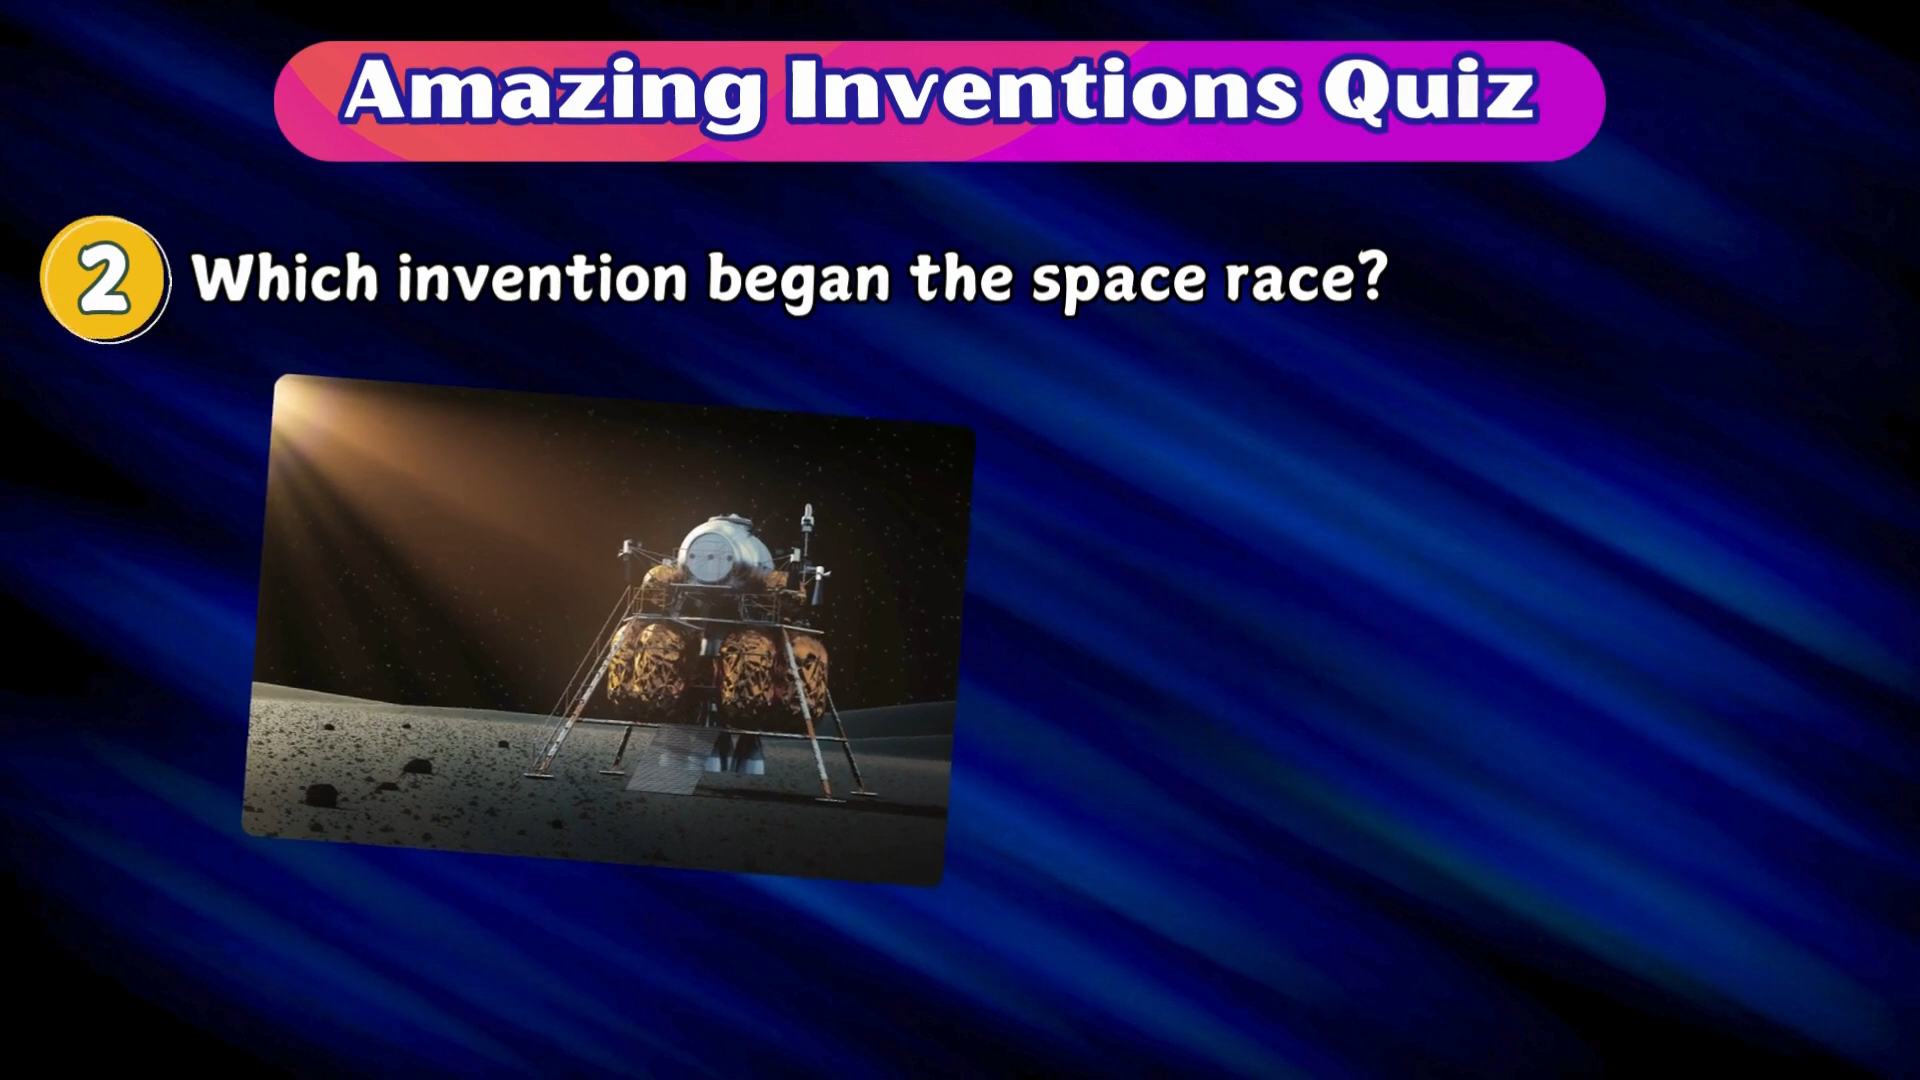 Amazing Inventions Quiz
2 Which invention began the space race?